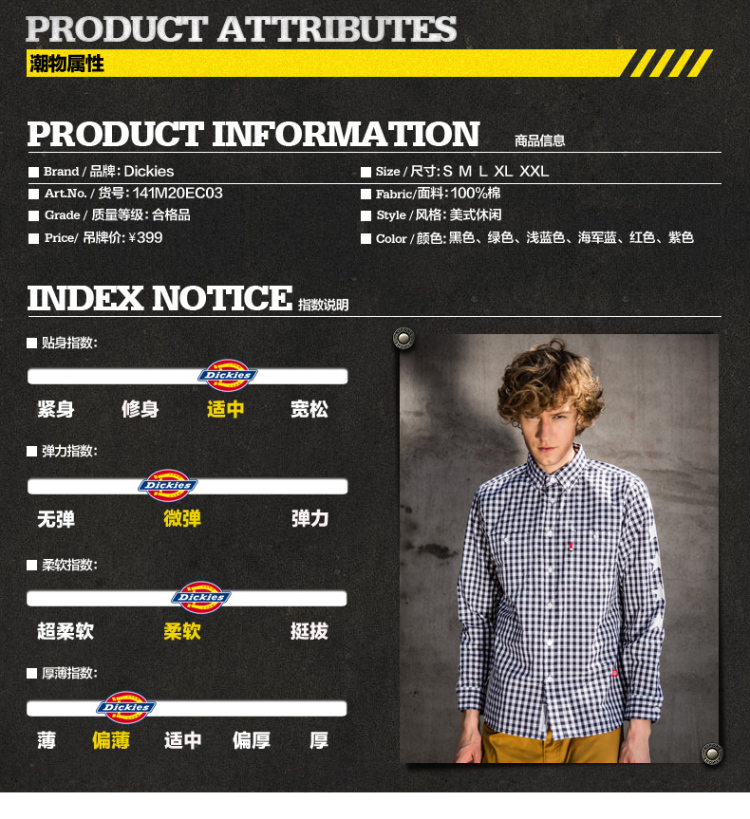 PRODUCT ATTRIBUTES
潮物属性
PRODUCT INFORMATION 商品信息
Brand / 品牌: Dickies
Size / 尺寸: S M L XL XXL
Art.No. / 货号: 141M20EC03
Fabric/面料: 100%棉
Grade / 质量等级: 合格品
Style / 风格: 美式休闲
Price/ 吊牌价: ¥399
Color / 颜色: 黑色、绿色、浅蓝色、海军蓝、红色、紫色
INDEX NOTICE 指数说明
贴身指数:
Dickies
紧身 修身 适中 宽松
弹力指数:
Dickies
无弹 微弹 弹力
柔软指数:
Dickies
超柔软 柔软 挺拔
厚薄指数:
Dickies
薄 偏薄 适中 偏厚 厚